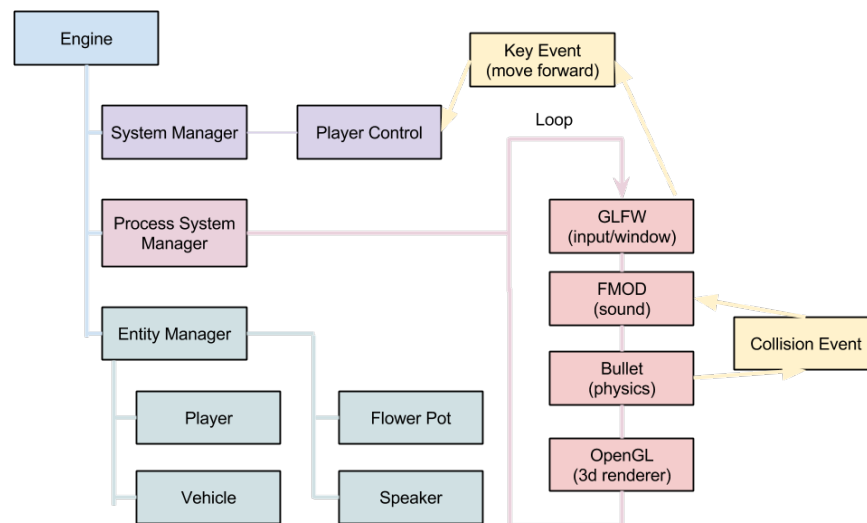 Engine
Key Event
(move forward)
System Manager
Player Control
Loop
Process System
Manager
GLFW
(input/window)
FMOD
(sound)
Entity Manager
Collision Event
Bullet
(physics)
Player
Flower Pot
OpenGL
(3d renderer)
Vehicle
Speaker